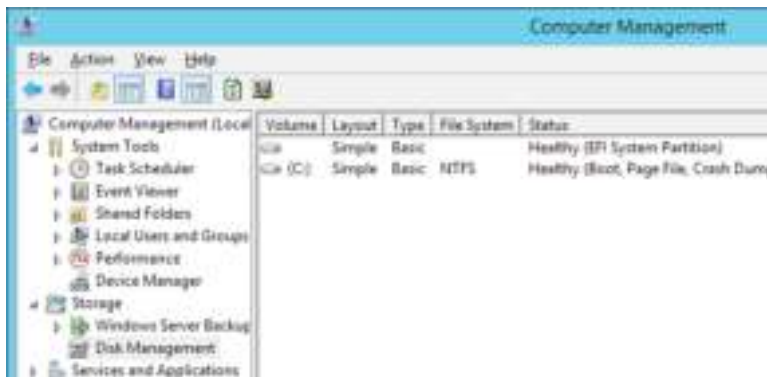 Computer Management
File Action View Help
Computer Management (Local
System Tools
Task Scheduler
Event Viewer
Shared Folders
Local Users and Groups
Performance
Device Manager
Storage
Windows Server Backup
Disk Management
Services and Applications
Volume Layout Type File System Status
Simple Basic Healthy (EFI System Partition)
(C:) Simple Basic NTFS Healthy (Boot, Page File, Crash Dum